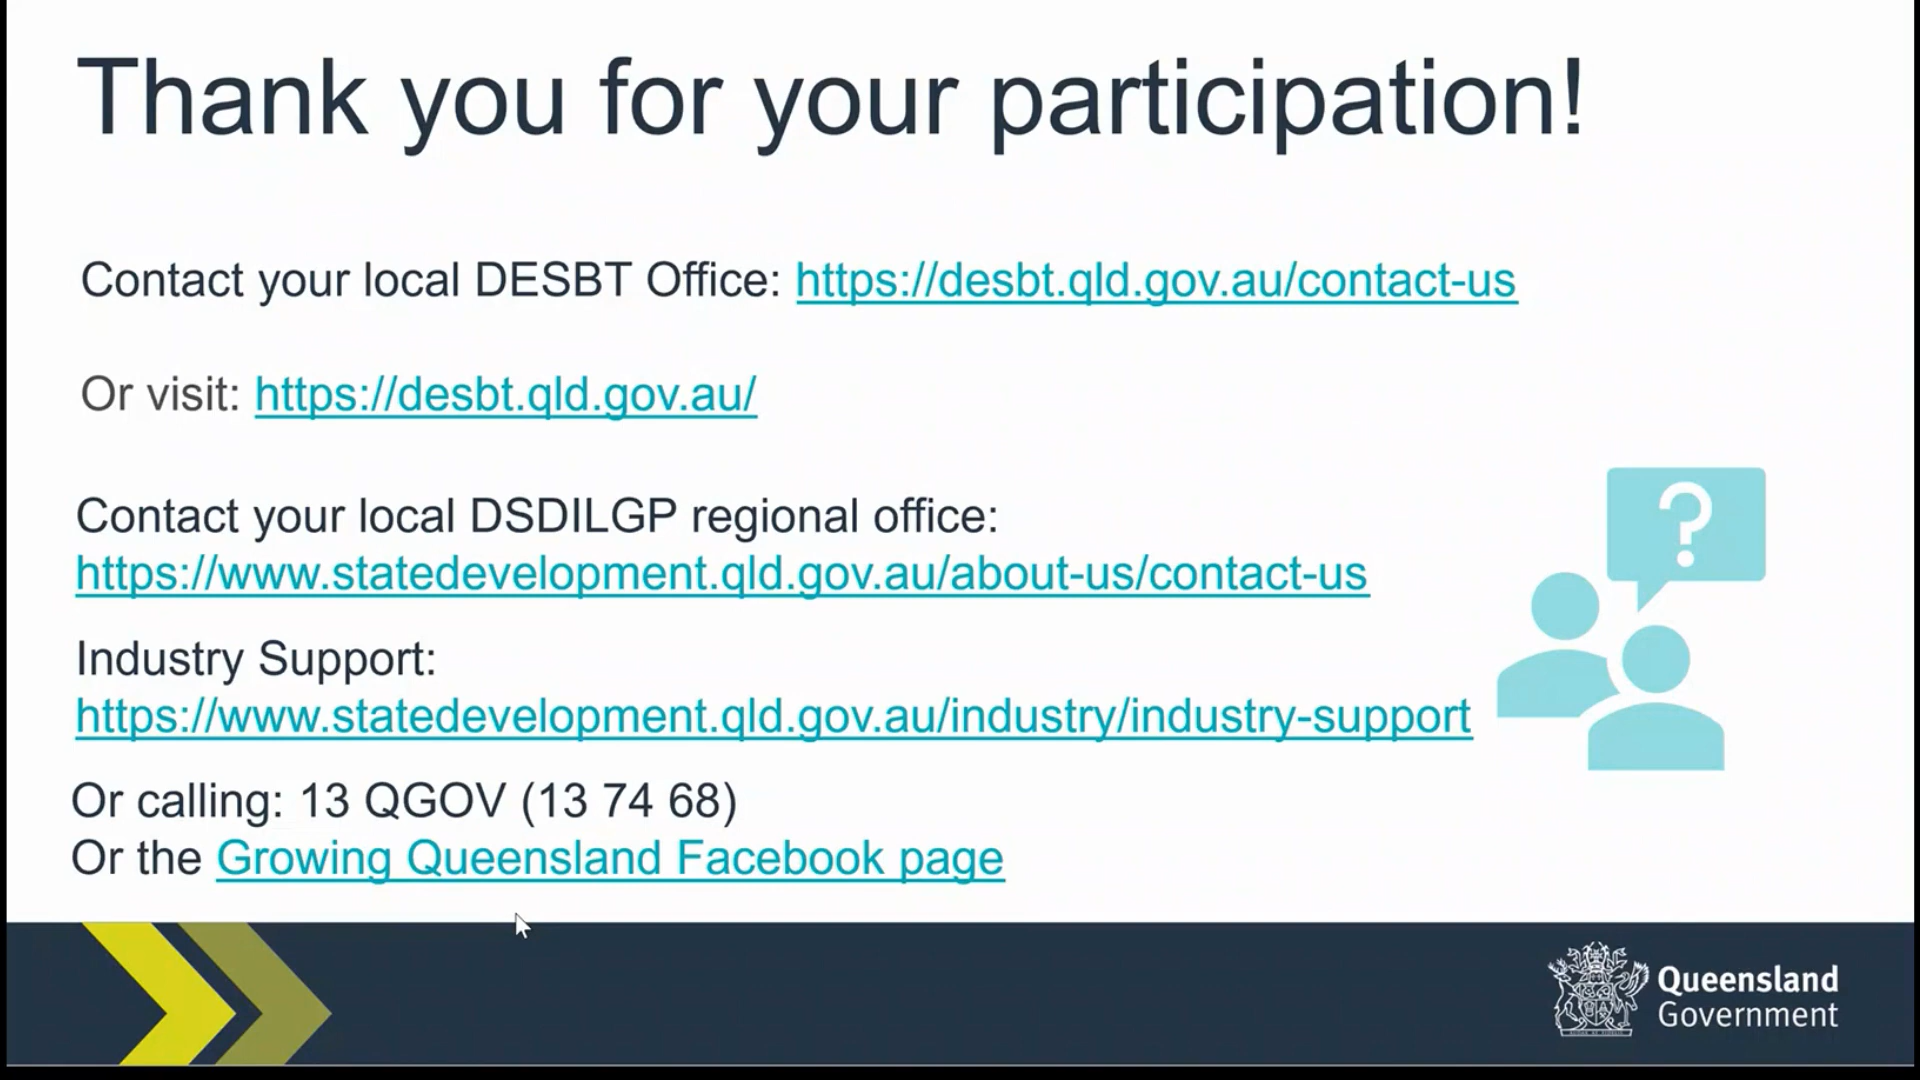 Thank you for your participation!
Contact your local DESBT Office: https://desbt.qld.gov.au/contact-us
Or visit: https://desbt.qld.gov.au/
Contact your local DSDILGP regional office:
https://www.statedevelopment.qld.gov.au/about-us/contact-us
?
Industry Support:
https://www.statedevelopment.qld.gov.au/industry/industry-support
Or calling: 13 QGOV (13 74 68)
Or the Growing Queensland Facebook page
Queensland
Government